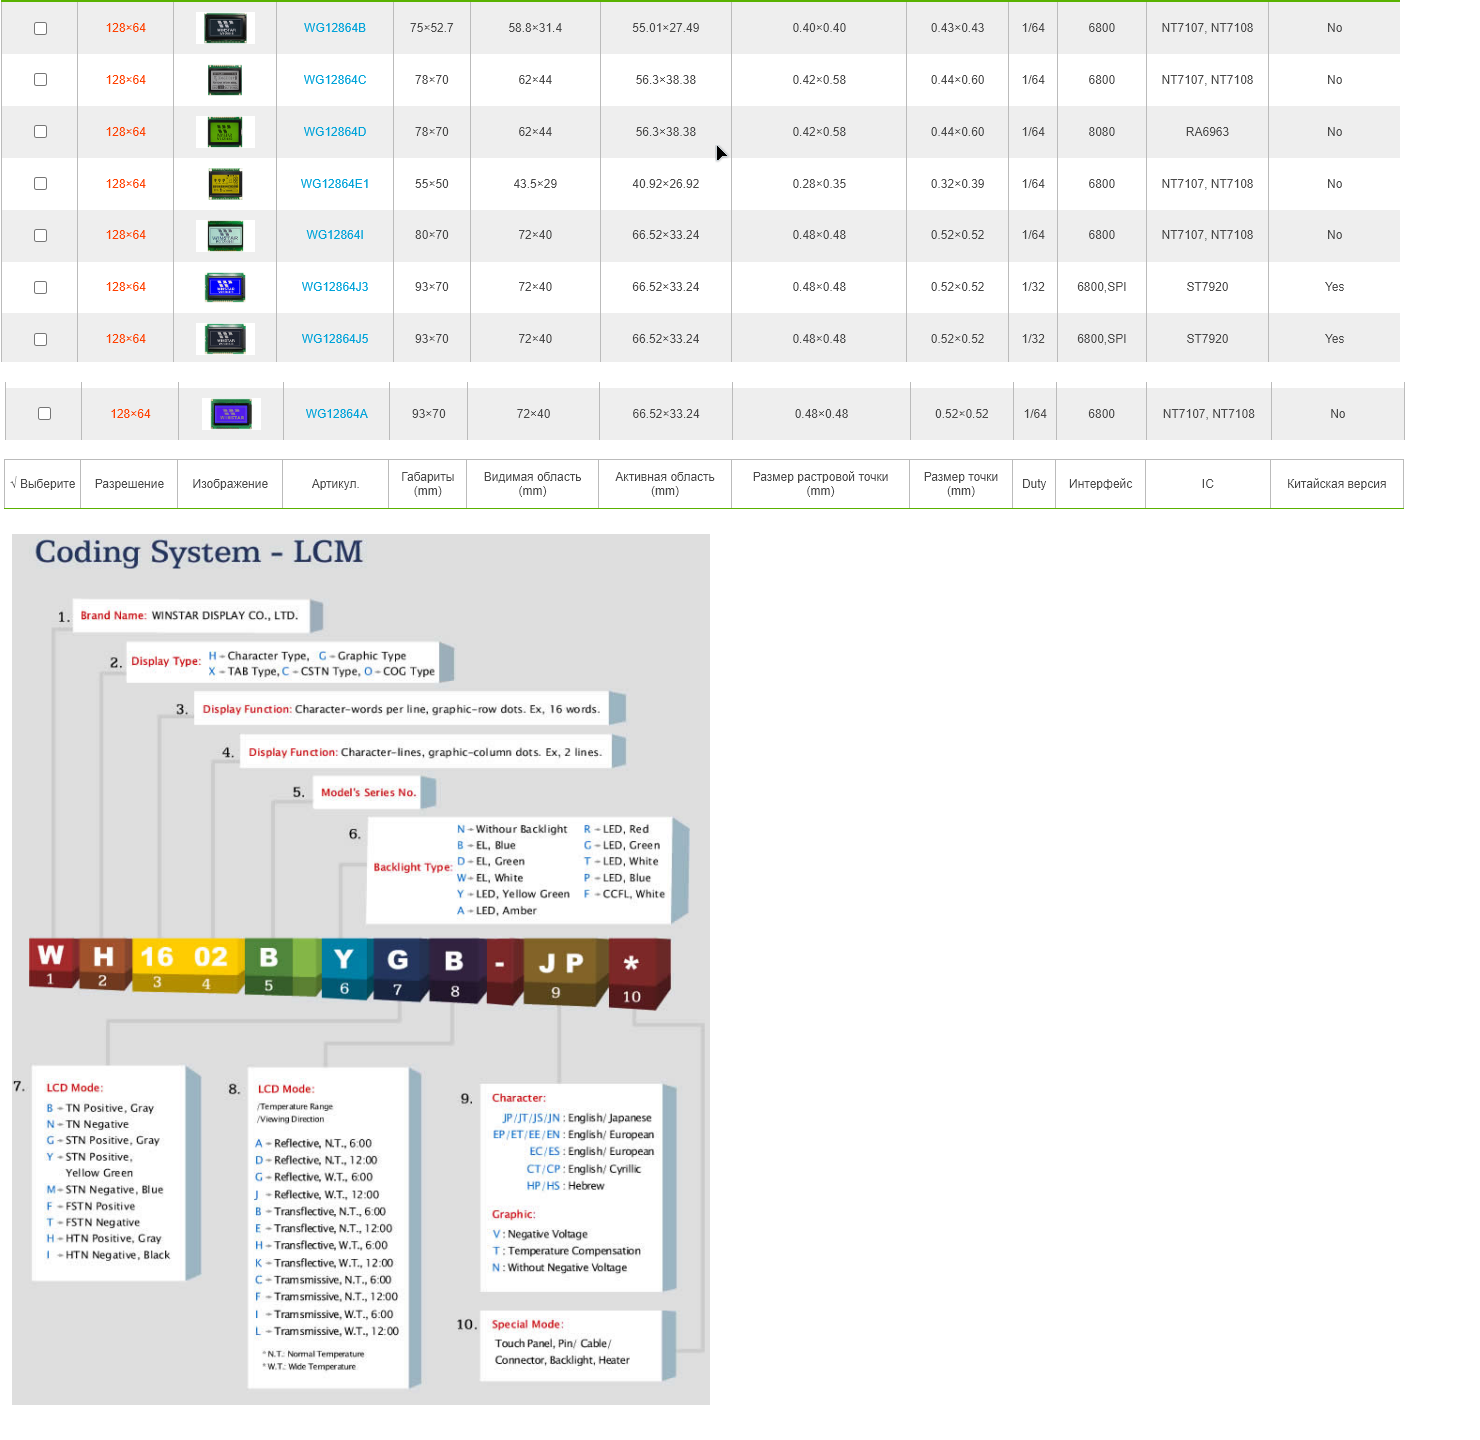 128×64 WG12864B 75×52.7 58.8×31.4 55.01×27.49 0.40×0.40 0.43×0.43 1/64 6800 NT7107, NT7108 No
128×64 WG12864C 78×70 62×44 56.3×38.38 0.42×0.58 0.44×0.60 1/64 6800 NT7107, NT7108 No
128×64 WG12864D 78×70 62×44 56.3×38.38 0.42×0.58 0.44×0.60 1/64 8080 RA6963 No
128×64 WG12864E1 55×50 43.5×29 40.92×26.92 0.28×0.35 0.32×0.39 1/64 6800 NT7107, NT7108 No
128×64 WG12864I 80×70 72×40 66.52×33.24 0.48×0.48 0.52×0.52 1/64 6800 NT7107, NT7108 No
128×64 WG12864J3 93×70 72×40 66.52×33.24 0.48×0.48 0.52×0.52 1/32 6800,SPI ST7920 Yes
128×64 WG12864J5 93×70 72×40 66.52×33.24 0.48×0.48 0.52×0.52 1/32 6800,SPI ST7920 Yes
128×64 WG12864A 93×70 72×40 66.52×33.24 0.48×0.48 0.52×0.52 1/64 6800 NT7107, NT7108 No
√ Выберите Разрешение Изображение Артикул. Габариты (mm) Видимая область (mm) Активная область (mm) Размер растровой точки (mm) Размер точки (mm) Duty Интерфейс IC Китайская версия
Coding System - LCM
1. Brand Name: WINSTAR DISPLAY CO., LTD.
2. Display Type: H - Character Type, G - Graphic Type
X - TAB Type, C - CSTN Type, O - COG Type
3. Display Function: Character-words per line, graphic-row dots. Ex, 16 words.
4. Display Function: Character-lines, graphic-column dots. Ex, 2 lines.
5. Model's Series No.
6. Backlight Type:
N - Withour Backlight R - LED, Red
B - EL, Blue G - LED, Green
D - EL, Green T - LED, White
W - EL, White P - LED, Blue
Y - LED, Yellow Green F - CCFL, White
A - LED, Amber
W H 16 02 B Y G B - J P *
1 2 3 4 5 6 7 8 9 10
7. LCD Mode:
B - TN Positive, Gray
N - TN Negative
G - STN Positive, Gray
Y - STN Positive,
Yellow Green
M - STN Negative, Blue
F - FSTN Positive
T - FSTN Negative
H - HTN Positive, Gray
I - HTN Negative, Black
8. LCD Mode:
/Temperature Range
/Viewing Direction
A - Reflective, N.T., 6:00
D - Reflective, N.T., 12:00
G - Reflective, W.T., 6:00
J - Reflective, W.T., 12:00
B - Transflective, N.T., 6:00
E - Transflective, N.T., 12:00
H - Transflective, W.T., 6:00
K - Transflective, W.T., 12:00
C - Tramsmissive, N.T., 6:00
F - Tramsmissive, N.T., 12:00
I - Tramsmissive, W.T., 6:00
L - Tramsmissive, W.T., 12:00
* N.T.: Normal Temperature
* W.T.: Wide Temperature
9. Character:
JP/JT/JS/JN : English/ Japanese
EP/ET/EE/EN : English/ European
EC/ES : English/ European
CT/CP : English/ Cyrillic
HP/HS : Hebrew
Graphic:
V : Negative Voltage
T : Temperature Compensation
N : Without Negative Voltage
10. Special Mode:
Touch Panel, Pin/ Cable/
Connector, Backlight, Heater